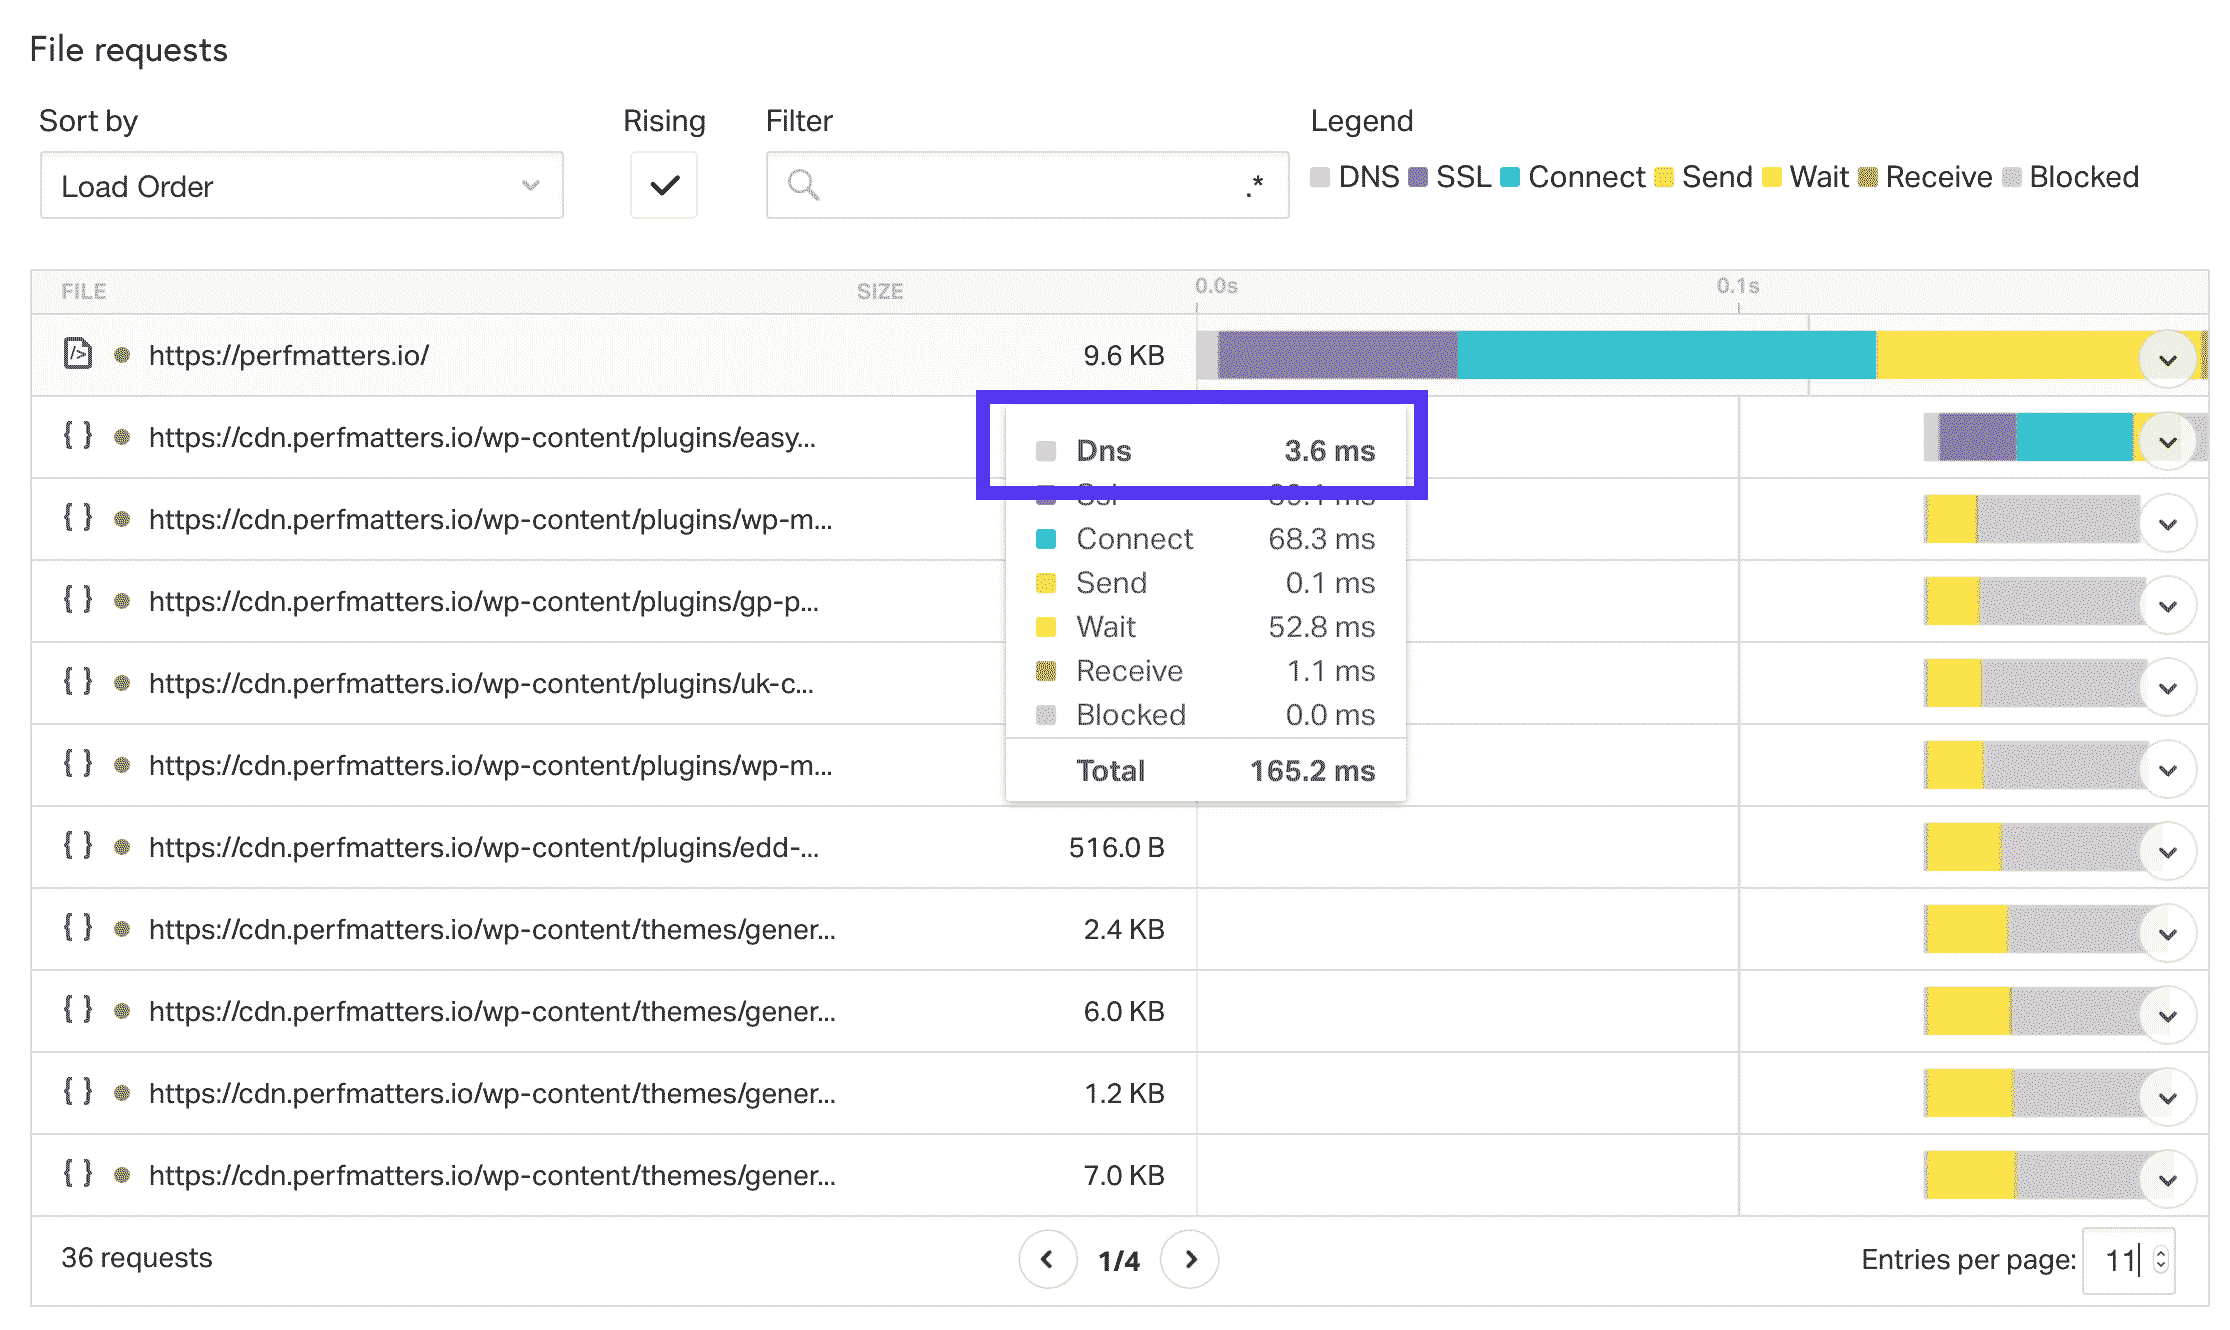 File requests
Sort by Rising Filter Legend
Load Order .* DNS SSL Connect Send Wait Receive Blocked
FILE SIZE 0.0s 0.1s
https://perfmatters.io/ 9.6 KB
https://cdn.perfmatters.io/wp-content/plugins/easy...
Dns 3.6 ms
https://cdn.perfmatters.io/wp-content/plugins/wp-m...
Connect 68.3 ms
Send 0.1 ms
https://cdn.perfmatters.io/wp-content/plugins/gp-p...
Wait 52.8 ms
Receive 1.1 ms
https://cdn.perfmatters.io/wp-content/plugins/uk-c...
Blocked 0.0 ms
https://cdn.perfmatters.io/wp-content/plugins/wp-m...
Total 165.2 ms
https://cdn.perfmatters.io/wp-content/plugins/edd-... 516.0 B
https://cdn.perfmatters.io/wp-content/themes/gener... 2.4 KB
https://cdn.perfmatters.io/wp-content/themes/gener... 6.0 KB
https://cdn.perfmatters.io/wp-content/themes/gener... 1.2 KB
https://cdn.perfmatters.io/wp-content/themes/gener... 7.0 KB
36 requests 1/4 Entries per page: 11